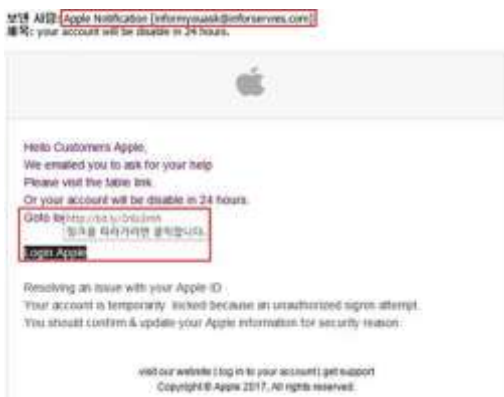 보낸 사람: Apple Notification [informyouask@inforservies.com]
제목: your account will be disable in 24 hours.
Hello Customers Apple,
We emailed you to ask for your help
Please visit the table link.
Or your account will be disable in 24 hours.
Goto
링크를 따라가려면 클릭합니다.
Login Apple
Resolving an issue with your Apple ID
Your account is temporarily locked because an unauthorized signin attempt.
You should confirm & update your Apple information for security reason.
visit our website | log in to your account | get support
Copyright © Apple 2017, All rights reserved.